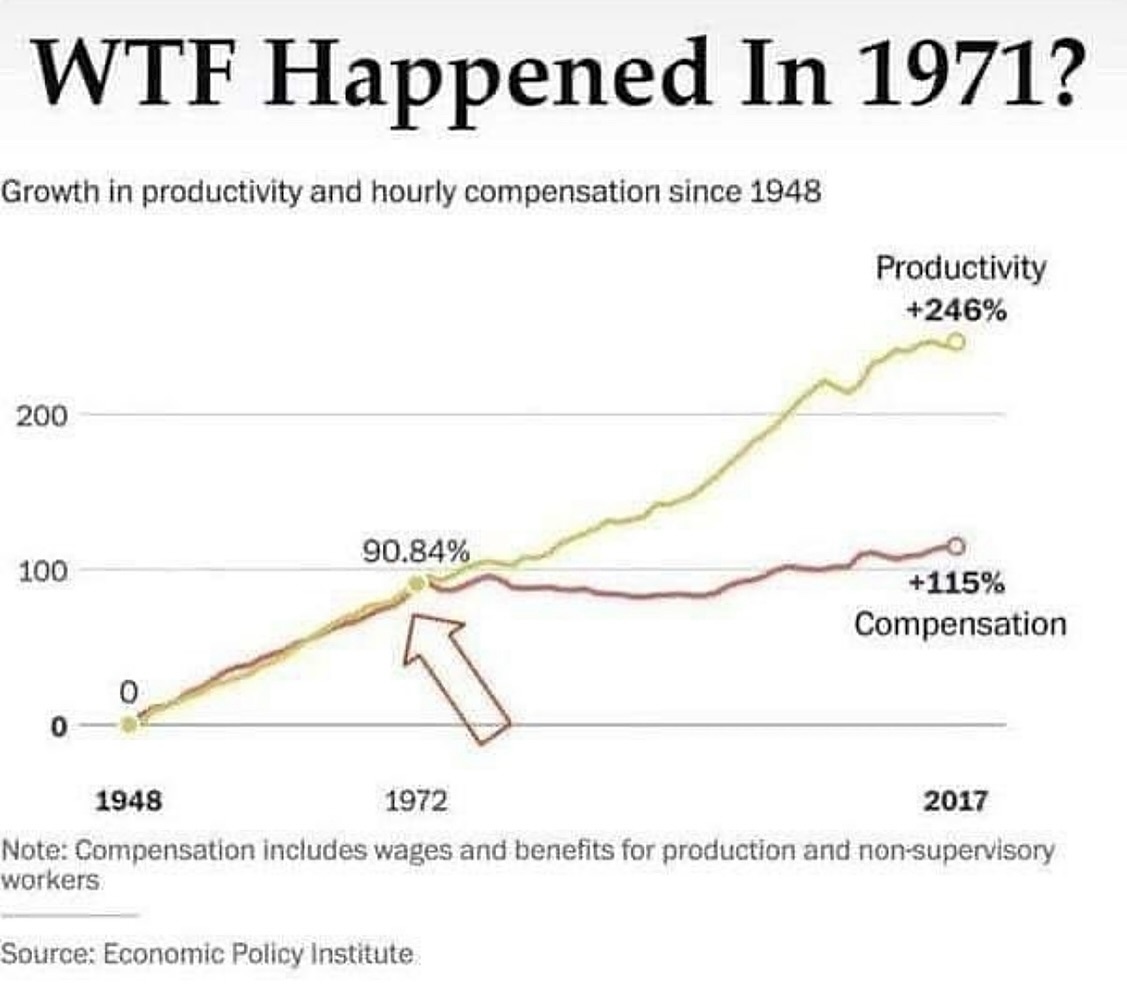 WTF Happened In 1971?
Growth in productivity and hourly compensation since 1948
Productivity
+246%
200
90.84%
100
+115%
Compensation
0
0
1948 1972 2017
Note: Compensation includes wages and benefits for production and non-supervisory
workers
Source: Economic Policy Institute